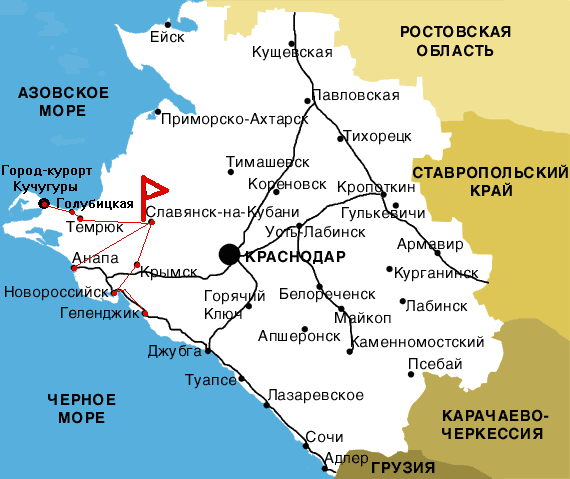 Ейск
Кущевская
РОСТОВСКАЯ
ОБЛАСТЬ
АЗОВСКОЕ
МОРЕ
Павловская
Приморско-Ахтарск
Тихорецк
Тимашевск
Город-курорт
Кучугуры
Кореновск
Кропоткин
СТАВРОПОЛЬСКИЙ
КРАЙ
Голубицкая
Славянск-на-Кубани
Гулькевичи
Темрюк
Усть-Лабинск
Армавир
Анапа
КРАСНОДАР
Крымск
Курганинск
Новороссийск
Горячий
Ключ
Белореченск
Лабинск
Геленджик
Майкоп
Апшеронск
Каменномостский
Джубга
Псебай
Туапсе
Лазаревское
ЧЕРНОЕ
МОРЕ
КАРАЧАЕВО-
ЧЕРКЕССИЯ
Сочи
Адлер
ГРУЗИЯ